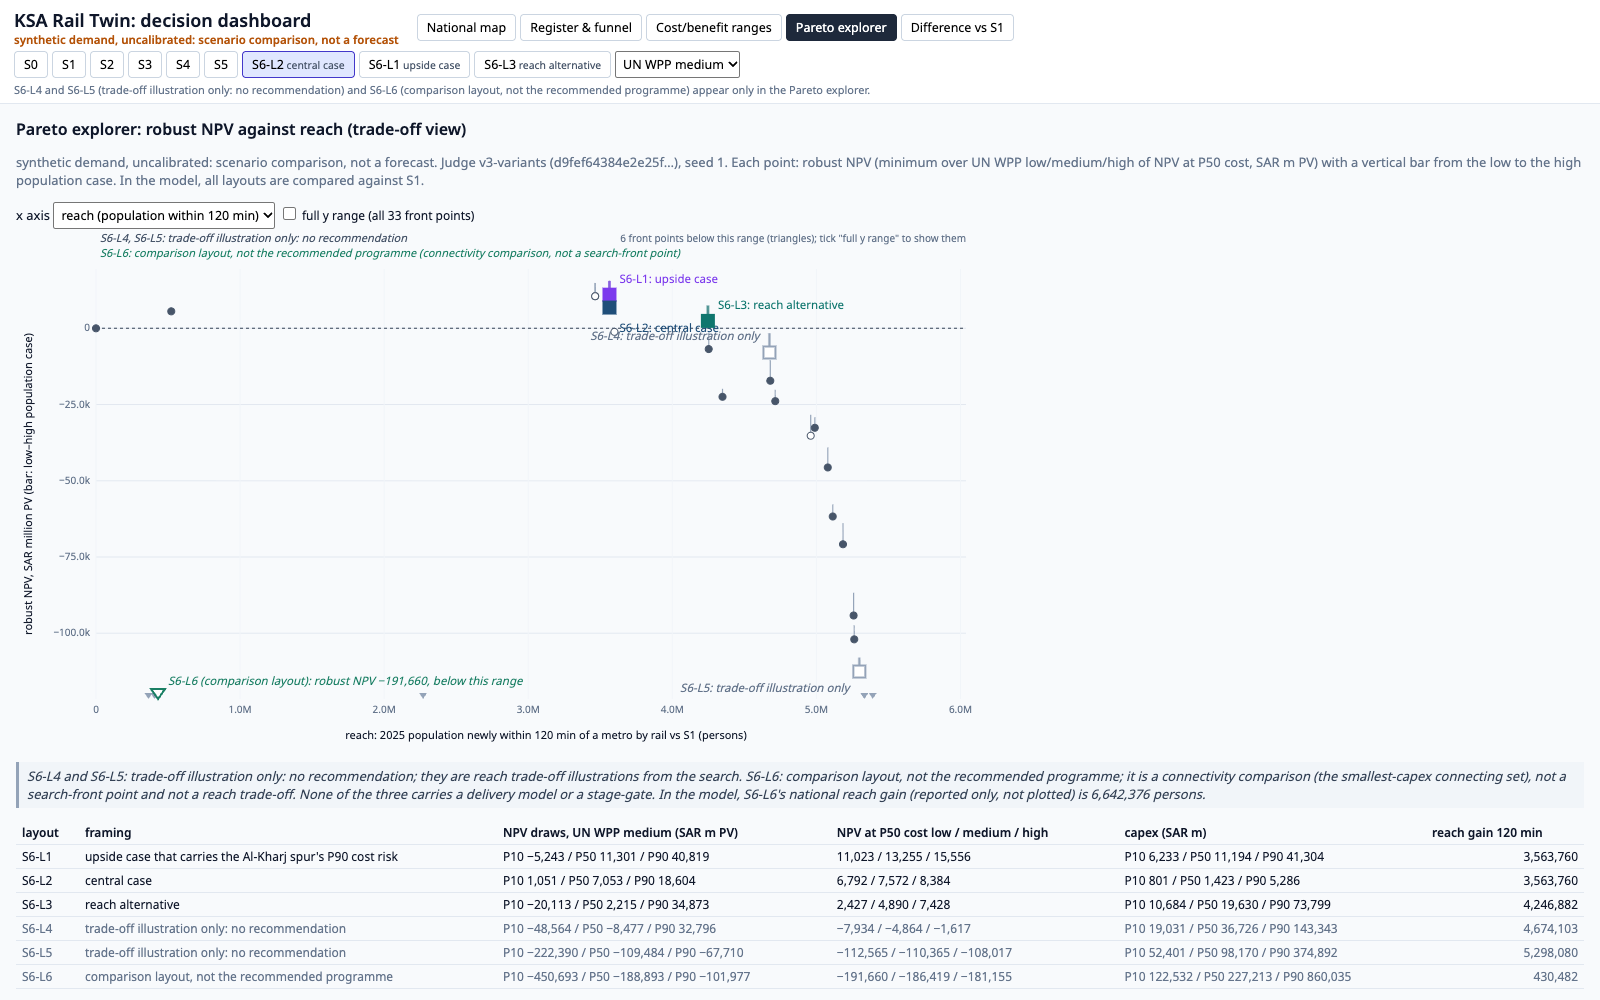 KSA Rail Twin: decision dashboard
synthetic demand, uncalibrated: scenario comparison, not a forecast
National map
Register & funnel
Cost/benefit ranges
Pareto explorer
Difference vs S1
S0
S1
S2
S3
S4
S5
S6-L2 central case
S6-L1 upside case
S6-L3 reach alternative
UN WPP medium
S6-L4 and S6-L5 (trade-off illustration only: no recommendation) and S6-L6 (comparison layout, not the recommended programme) appear only in the Pareto explorer.
Pareto explorer: robust NPV against reach (trade-off view)
synthetic demand, uncalibrated: scenario comparison, not a forecast. Judge v3-variants (d9fef64384e2e25f…), seed 1. Each point: robust NPV (minimum over UN WPP low/medium/high of NPV at P50 cost, SAR m PV) with a vertical bar from the low to the high
population case. In the model, all layouts are compared against S1.
x axis
reach (population within 120 min)
full y range (all 33 front points)
S6-L4, S6-L5: trade-off illustration only: no recommendation
6 front points below this range (triangles); tick "full y range" to show them
S6-L6: comparison layout, not the recommended programme (connectivity comparison, not a search-front point)
S6-L1: upside case
S6-L3: reach alternative
S6-L2: central case
S6-L4: trade-off illustration only
0
−25.0k
−50.0k
−75.0k
−100.0k
robust NPV, SAR million PV (bar: low–high population case)
S6-L6 (comparison layout): robust NPV −191,660, below this range
S6-L5: trade-off illustration only
0
1.0M
2.0M
3.0M
4.0M
5.0M
6.0M
reach: 2025 population newly within 120 min of a metro by rail vs S1 (persons)
S6-L4 and S6-L5: trade-off illustration only: no recommendation; they are reach trade-off illustrations from the search. S6-L6: comparison layout, not the recommended programme; it is a connectivity comparison (the smallest-capex connecting set), not a
search-front point and not a reach trade-off. None of the three carries a delivery model or a stage-gate. In the model, S6-L6's national reach gain (reported only, not plotted) is 6,642,376 persons.
layout framing NPV draws, UN WPP medium (SAR m PV) NPV at P50 cost low / medium / high capex (SAR m) reach gain 120 min
S6-L1 upside case that carries the Al-Kharj spur's P90 cost risk P10 −5,243 / P50 11,301 / P90 40,819 11,023 / 13,255 / 15,556 P10 6,233 / P50 11,194 / P90 41,304 3,563,760
S6-L2 central case P10 1,051 / P50 7,053 / P90 18,604 6,792 / 7,572 / 8,384 P10 801 / P50 1,423 / P90 5,286 3,563,760
S6-L3 reach alternative P10 −20,113 / P50 2,215 / P90 34,873 2,427 / 4,890 / 7,428 P10 10,684 / P50 19,630 / P90 73,799 4,246,882
S6-L4 trade-off illustration only: no recommendation P10 −48,564 / P50 −8,477 / P90 32,796 −7,934 / −4,864 / −1,617 P10 19,031 / P50 36,726 / P90 143,343 4,674,103
S6-L5 trade-off illustration only: no recommendation P10 −222,390 / P50 −109,484 / P90 −67,710 −112,565 / −110,365 / −108,017 P10 52,401 / P50 98,170 / P90 374,892 5,298,080
S6-L6 comparison layout, not the recommended programme P10 −450,693 / P50 −188,893 / P90 −101,977 −191,660 / −186,419 / −181,155 P10 122,532 / P50 227,213 / P90 860,035 430,482